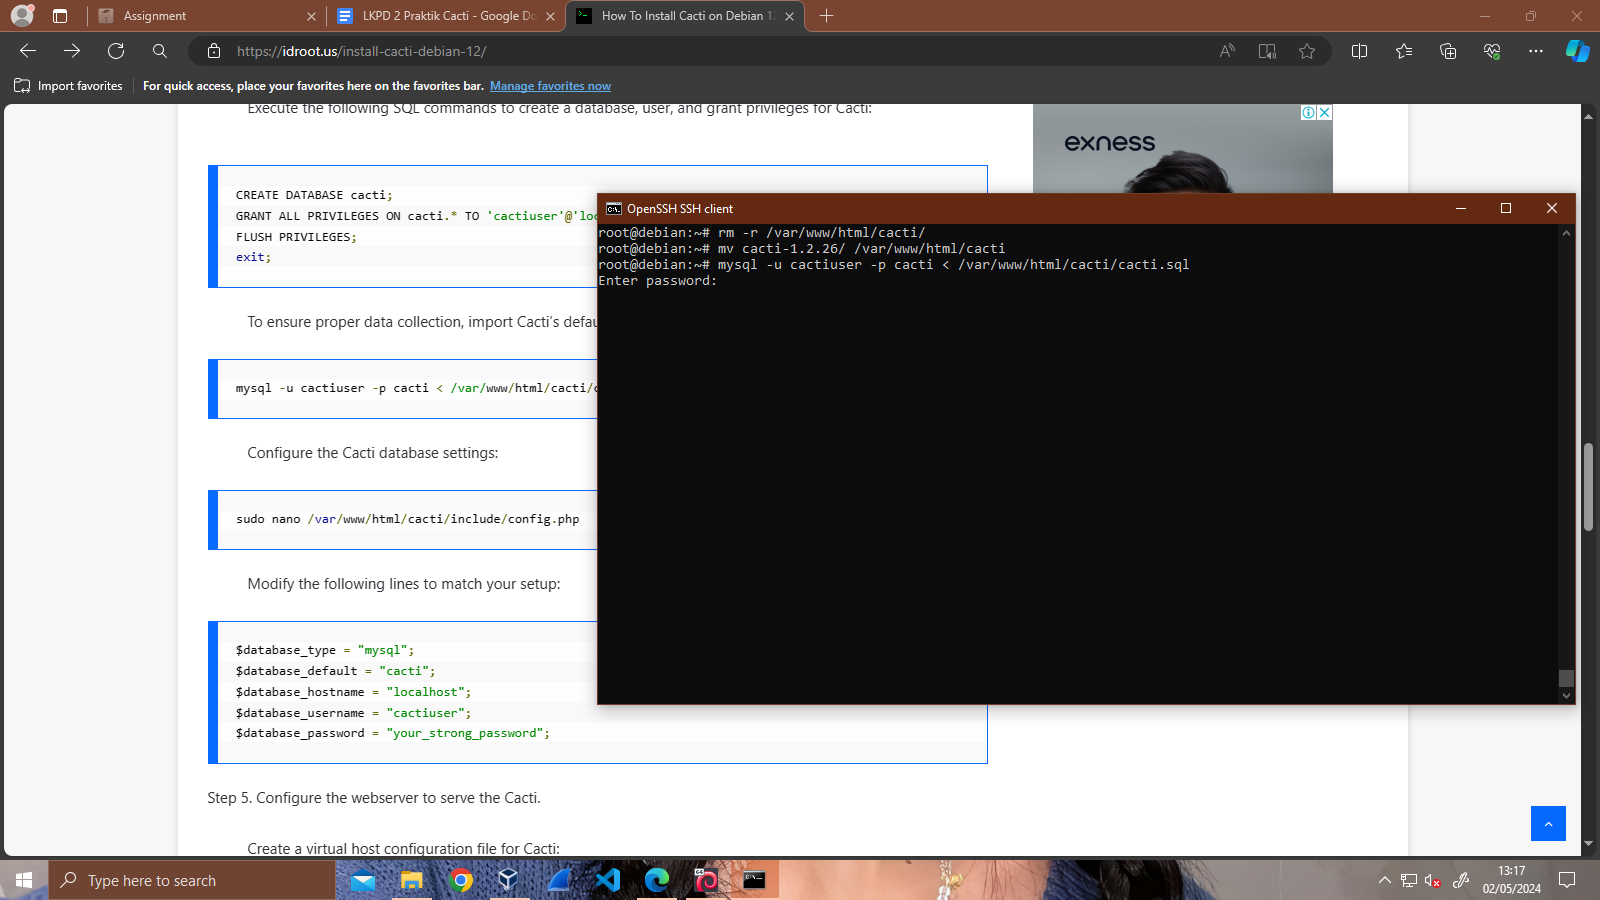 Assignment
LKPD 2 Praktik Cacti - Google Do
How To Install Cacti on Debian 12
https://idroot.us/install-cacti-debian-12/
Import favorites
For quick access, place your favorites here on the favorites bar. Manage favorites now
Execute the following SQL commands to create a database, user, and grant privileges for Cacti:
exness
CREATE DATABASE cacti;
GRANT ALL PRIVILEGES ON cacti.* TO 'cactiuser'@'loc
FLUSH PRIVILEGES;
exit;
To ensure proper data collection, import Cacti's defau
mysql -u cactiuser -p cacti < /var/www/html/cacti/c
Configure the Cacti database settings:
sudo nano /var/www/html/cacti/include/config.php
Modify the following lines to match your setup:
$database_type = "mysql";
$database_default = "cacti";
$database_hostname = "localhost";
$database_username = "cactiuser";
$database_password = "your_strong_password";
Step 5. Configure the webserver to serve the Cacti.
Create a virtual host configuration file for Cacti:
OpenSSH SSH client
root@debian:~# rm -r /var/www/html/cacti/
root@debian:~# mv cacti-1.2.26/ /var/www/html/cacti
root@debian:~# mysql -u cactiuser -p cacti < /var/www/html/cacti/cacti.sql
Enter password:
Type here to search
13:17
02/05/2024